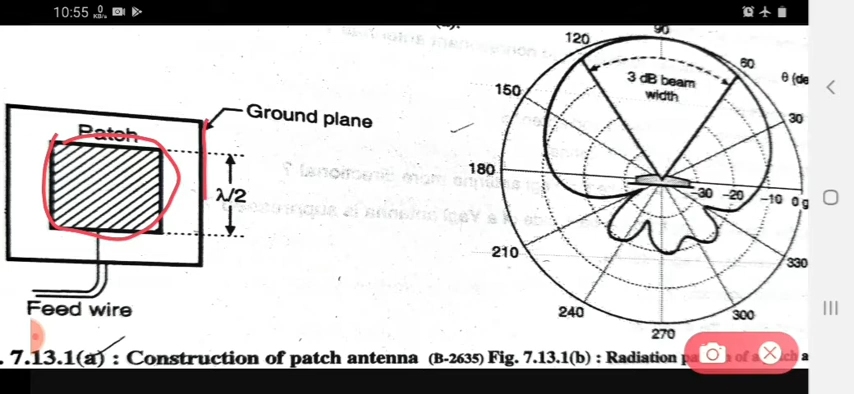 10:55 0 KB/s
120
90
60
θ (de
3 dB beam
width
150
30
Ground plane
Patch
180
-30 -20 -10 0 g
λ/2
210
330
Feed wire
240
300
270
. 7.13.1(a) : Construction of patch antenna (B-2635) Fig. 7.13.1(b) : Radiation p